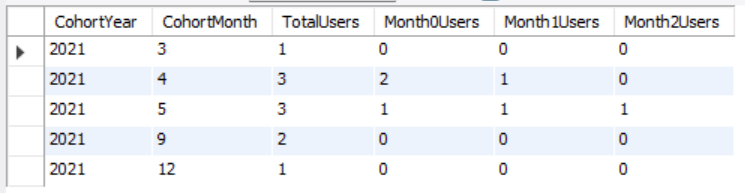 CohortYear CohortMonth TotalUsers Month0Users Month1Users Month2Users
2021 3 1 0 0 0
2021 4 3 2 1 0
2021 5 3 1 1 1
2021 9 2 0 0 0
2021 12 1 0 0 0